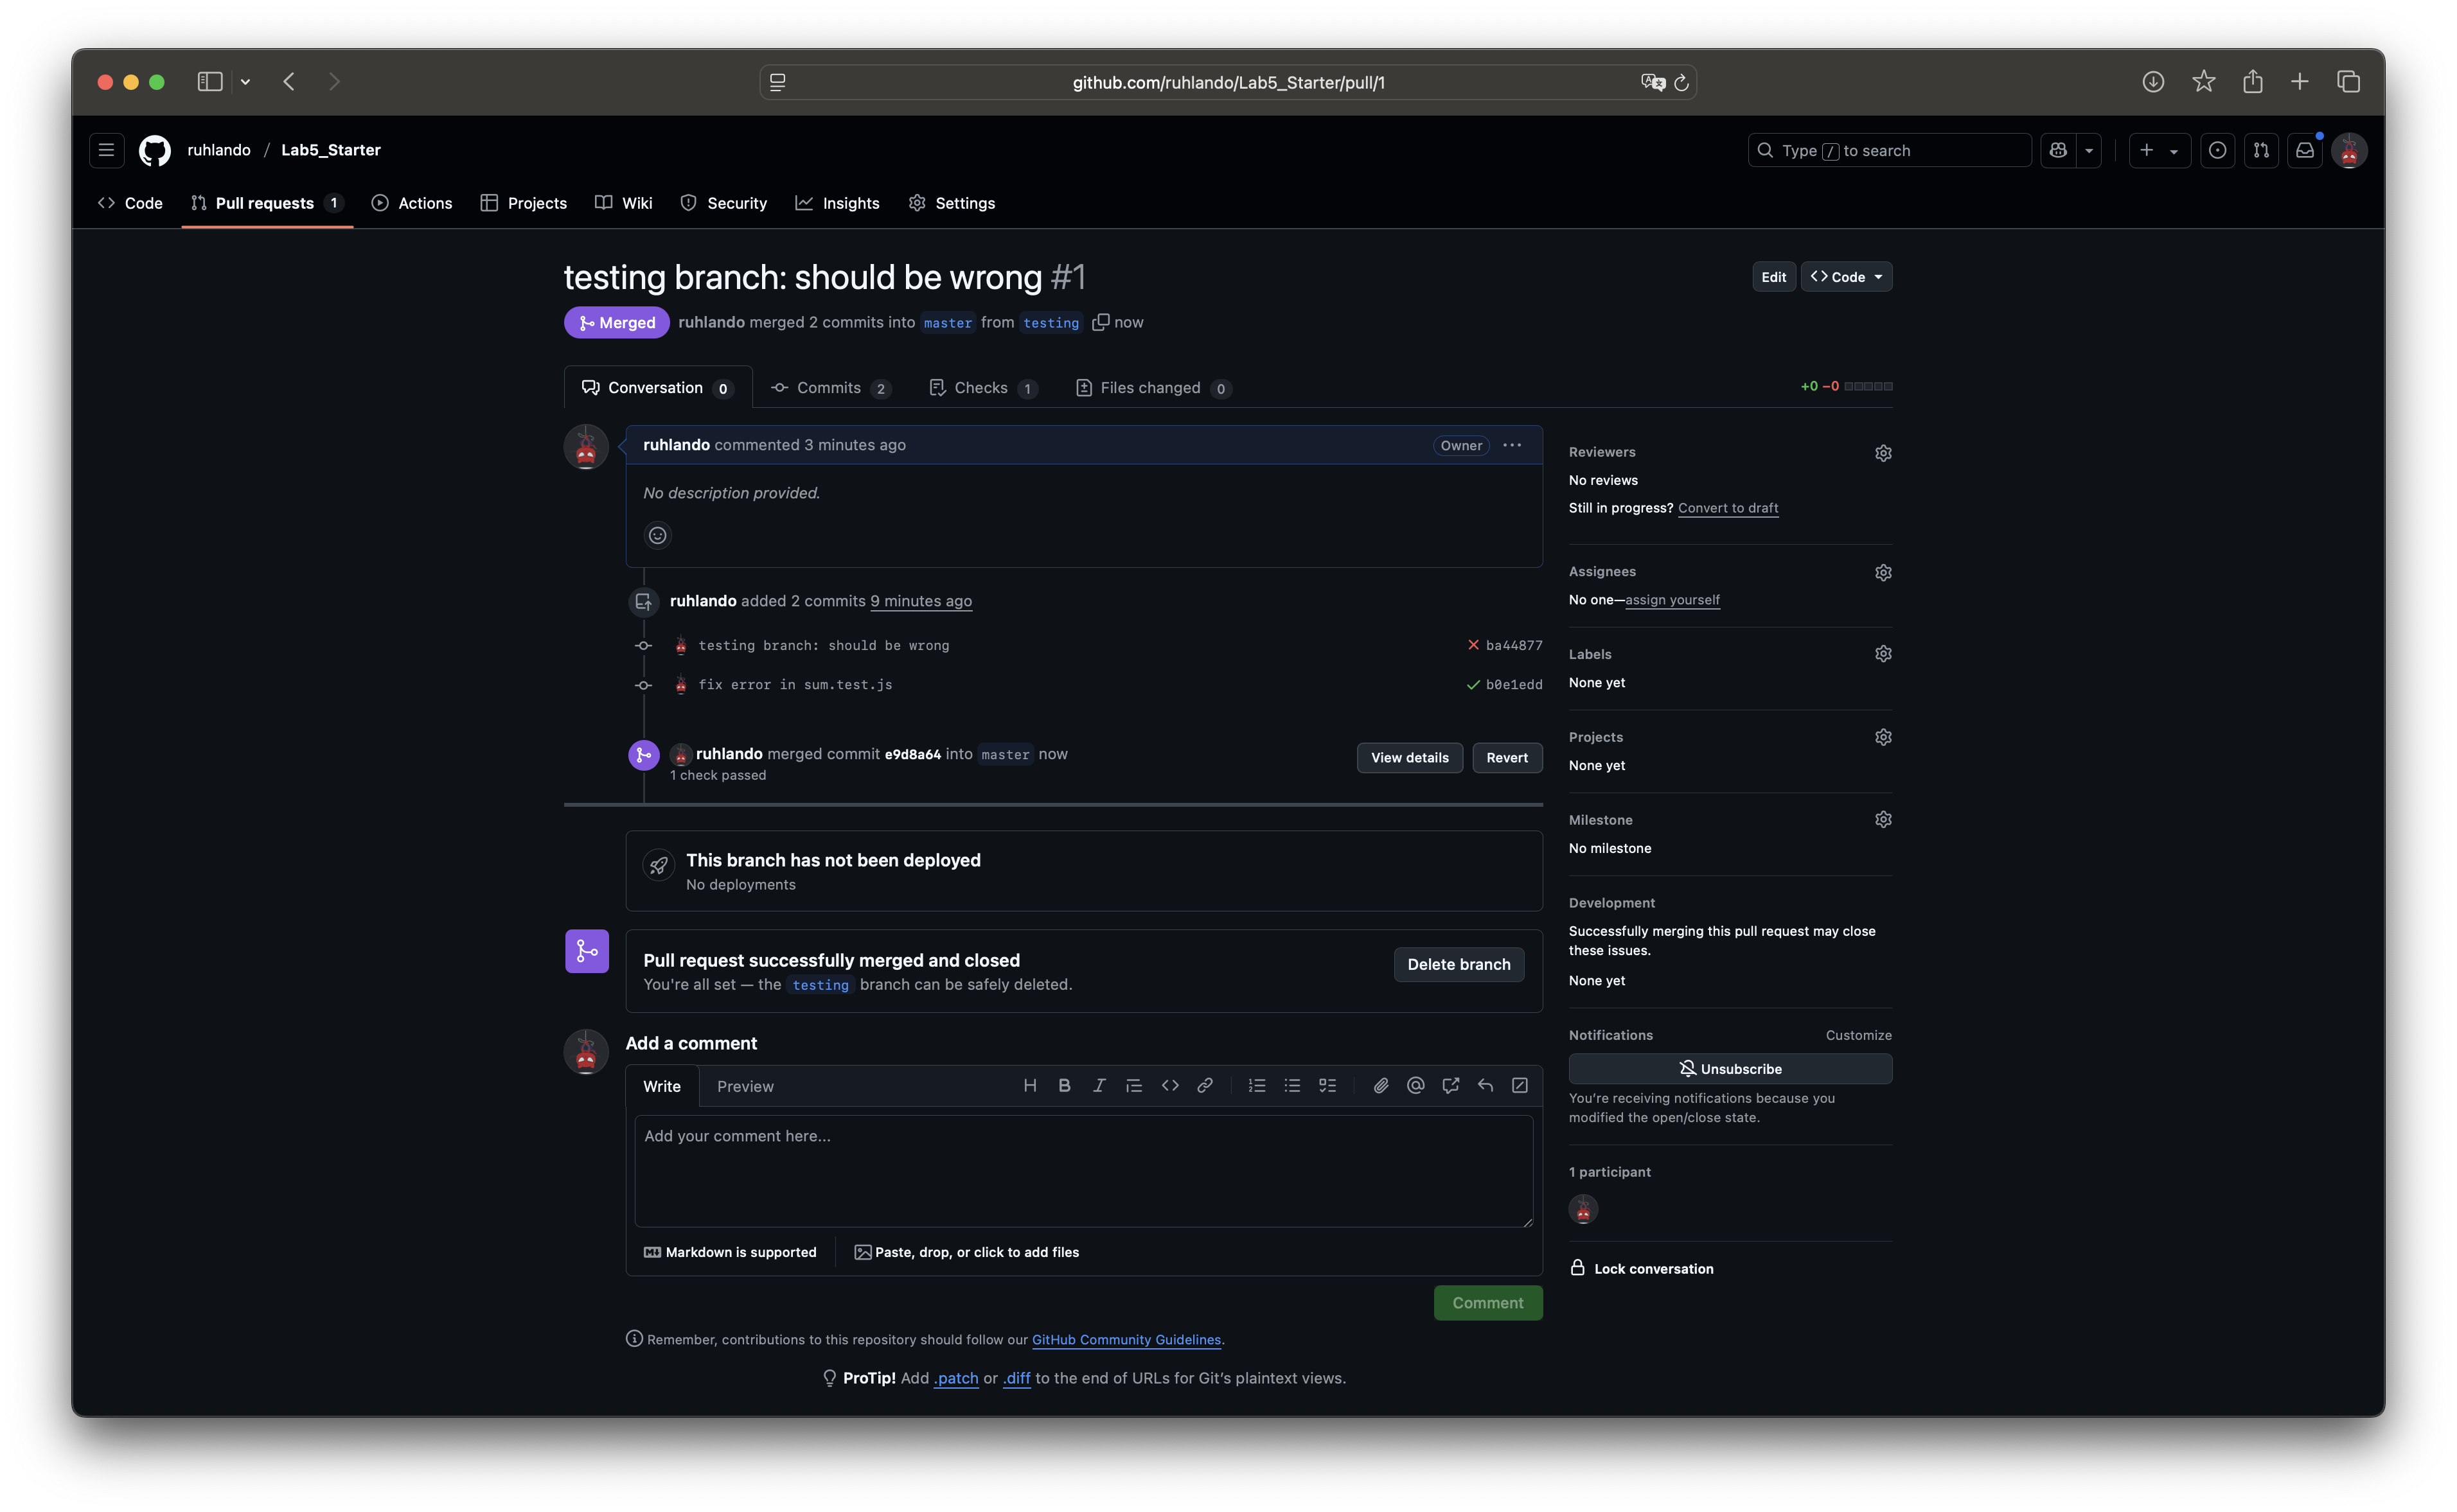 github.com/ruhlando/Lab5_Starter/pull/1
ruhlando / Lab5_Starter
Type / to search
Code
Pull requests 1
Actions
Projects
Wiki
Security
Insights
Settings
testing branch: should be wrong #1
Edit
Code
Merged
ruhlando merged 2 commits into master from testing now
Conversation 0
Commits 2
Checks 1
Files changed 0
+0 −0
ruhlando commented 3 minutes ago
Owner
No description provided.
ruhlando added 2 commits 9 minutes ago
testing branch: should be wrong
ba44877
fix error in sum.test.js
b0e1edd
ruhlando merged commit e9d8a64 into master now
1 check passed
View details
Revert
This branch has not been deployed
No deployments
Pull request successfully merged and closed
You're all set — the testing branch can be safely deleted.
Delete branch
Add a comment
Write
Preview
Add your comment here...
Markdown is supported
Paste, drop, or click to add files
Comment
Remember, contributions to this repository should follow our GitHub Community Guidelines.
ProTip! Add .patch or .diff to the end of URLs for Git's plaintext views.
Reviewers
No reviews
Still in progress? Convert to draft
Assignees
No one—assign yourself
Labels
None yet
Projects
None yet
Milestone
No milestone
Development
Successfully merging this pull request may close
these issues.
None yet
Notifications
Customize
Unsubscribe
You're receiving notifications because you
modified the open/close state.
1 participant
Lock conversation